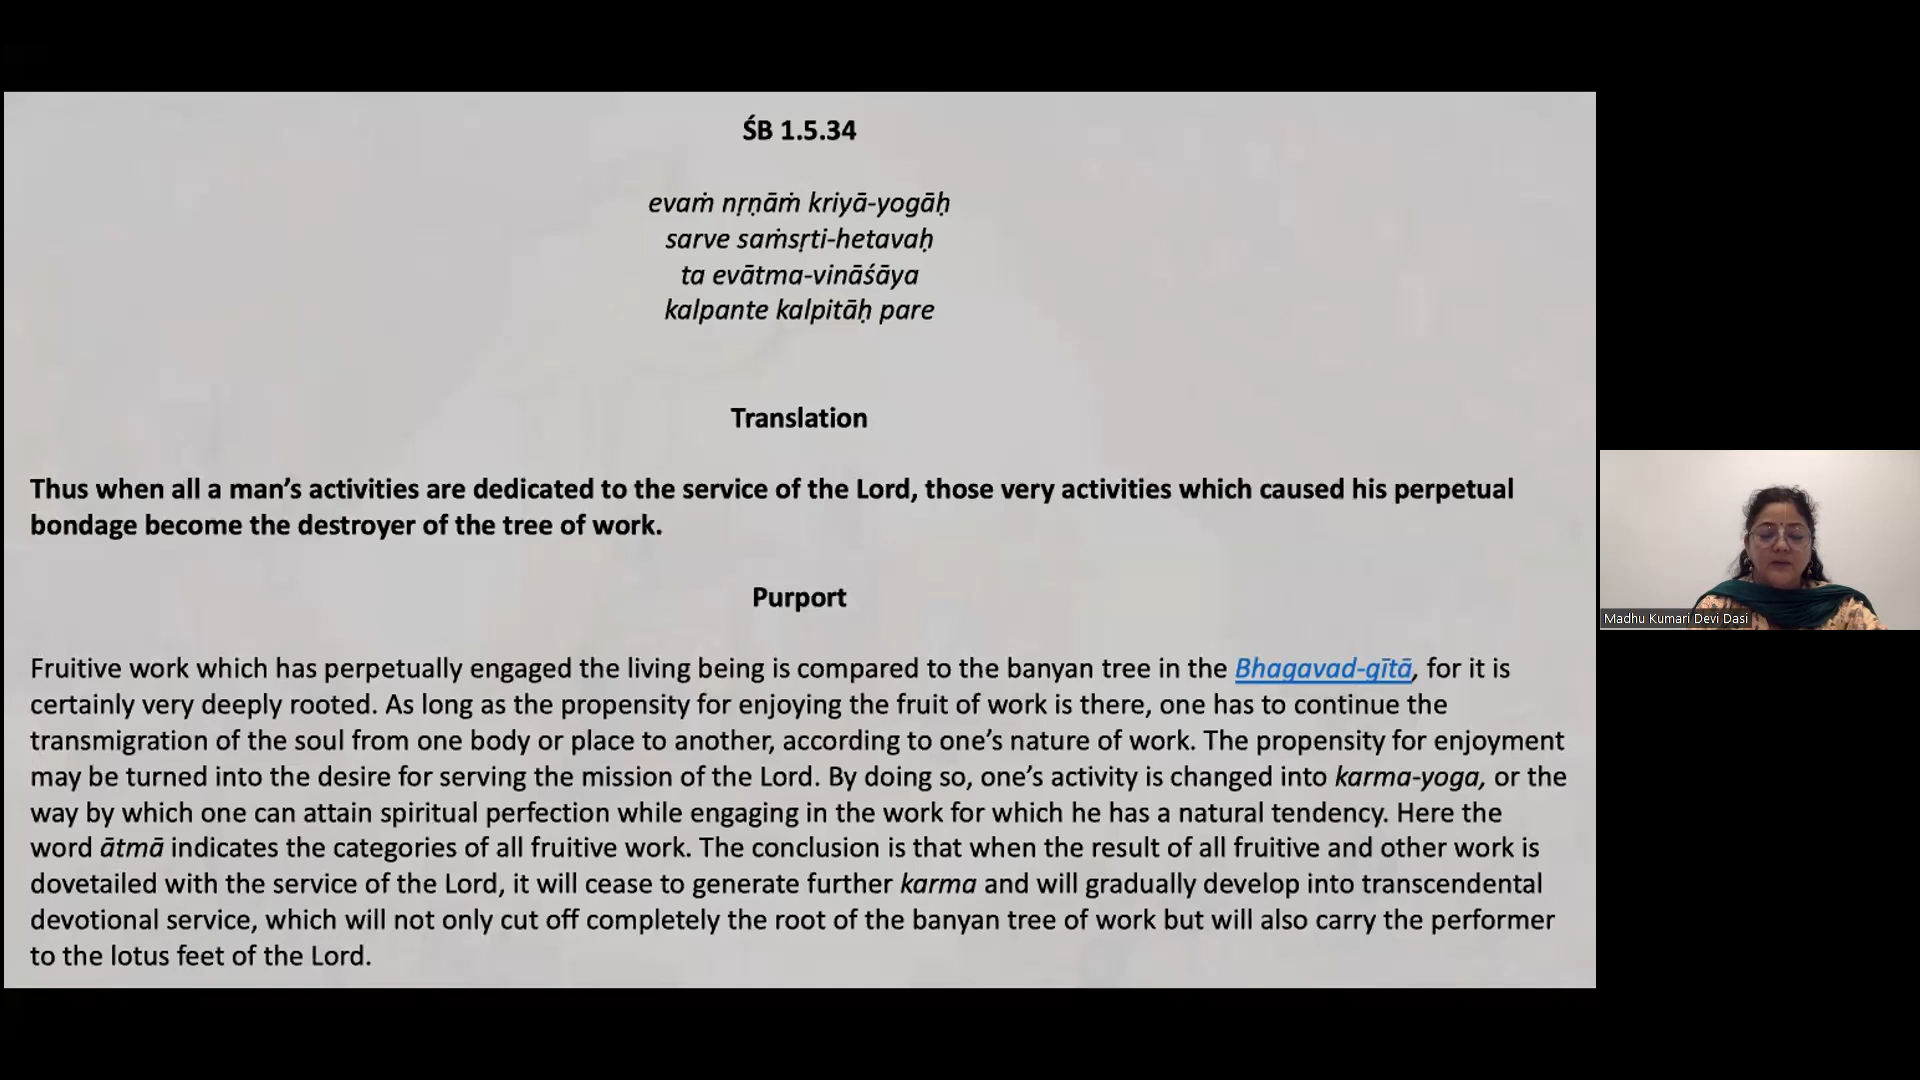 ŚB 1.5.34
evaṁ nṛṇāṁ kriyā-yogāḥ
sarve saṁsṛti-hetavaḥ
ta evātma-vināśāya
kalpante kalpitāḥ pare
Translation
Thus when all a man’s activities are dedicated to the service of the Lord, those very activities which caused his perpetual
bondage become the destroyer of the tree of work.
Purport
Fruitive work which has perpetually engaged the living being is compared to the banyan tree in the Bhagavad-gītā, for it is
certainly very deeply rooted. As long as the propensity for enjoying the fruit of work is there, one has to continue the
transmigration of the soul from one body or place to another, according to one’s nature of work. The propensity for enjoyment
may be turned into the desire for serving the mission of the Lord. By doing so, one’s activity is changed into karma-yoga, or the
way by which one can attain spiritual perfection while engaging in the work for which he has a natural tendency. Here the
word ātmā indicates the categories of all fruitive work. The conclusion is that when the result of all fruitive and other work is
dovetailed with the service of the Lord, it will cease to generate further karma and will gradually develop into transcendental
devotional service, which will not only cut off completely the root of the banyan tree of work but will also carry the performer
to the lotus feet of the Lord.
Madhu Kumari Devi Dasi